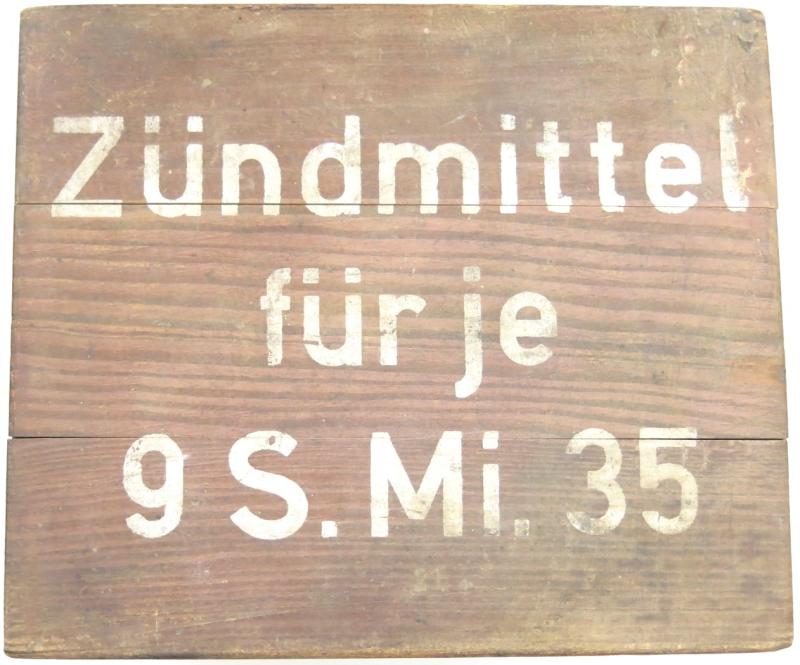 Zündmittel
für je
9 S. Mi. 35